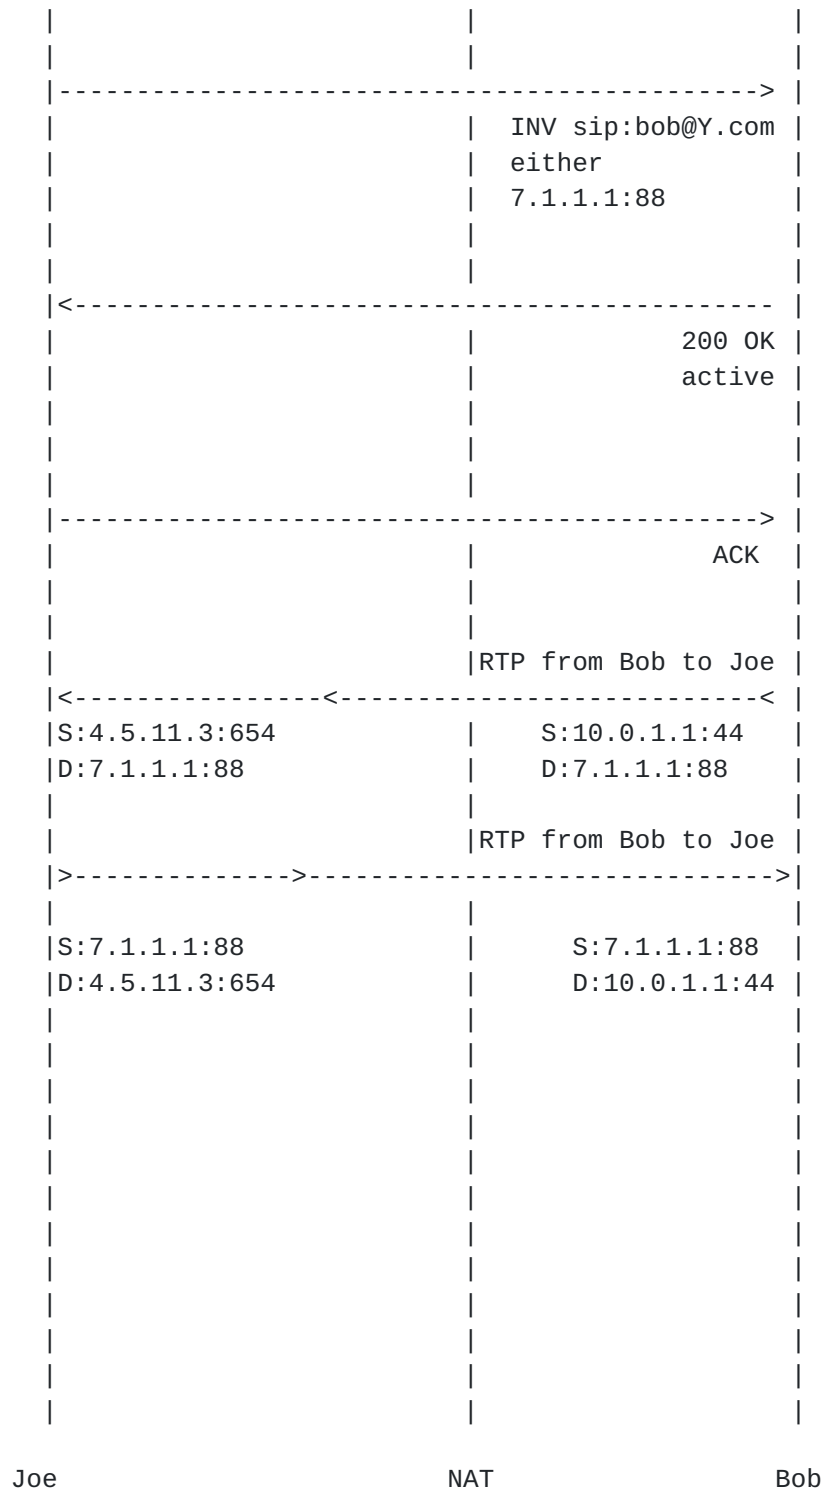 |                          |                    |
|                          |                    |
|---------------------------------------------> |
|                          |  INV sip:bob@Y.com |
|                          |  either            |
|                          |  7.1.1.1:88        |
|                          |                    |
|                          |                    |
|<--------------------------------------------- |
|                          |             200 OK |
|                          |             active |
|                          |                    |
|                          |                    |
|                          |                    |
|---------------------------------------------> |
|                          |               ACK  |
|                          |                    |
|                          |                    |
|                          |RTP from Bob to Joe |
|<----------------<---------------------------< |
|S:4.5.11.3:654            |    S:10.0.1.1:44   |
|D:7.1.1.1:88              |    D:7.1.1.1:88    |
|                          |                    |
|                          |RTP from Bob to Joe |
|>-------------->------------------------------>|
|                          |                    |
|S:7.1.1.1:88              |      S:7.1.1.1:88  |
|D:4.5.11.3:654            |      D:10.0.1.1:44 |
|                          |                    |
|                          |                    |
|                          |                    |
|                          |                    |
|                          |                    |
|                          |                    |
|                          |                    |
|                          |                    |
|                          |                    |
|                          |                    |
|                          |                    |
|                          |                    |
Joe                         NAT                  Bob